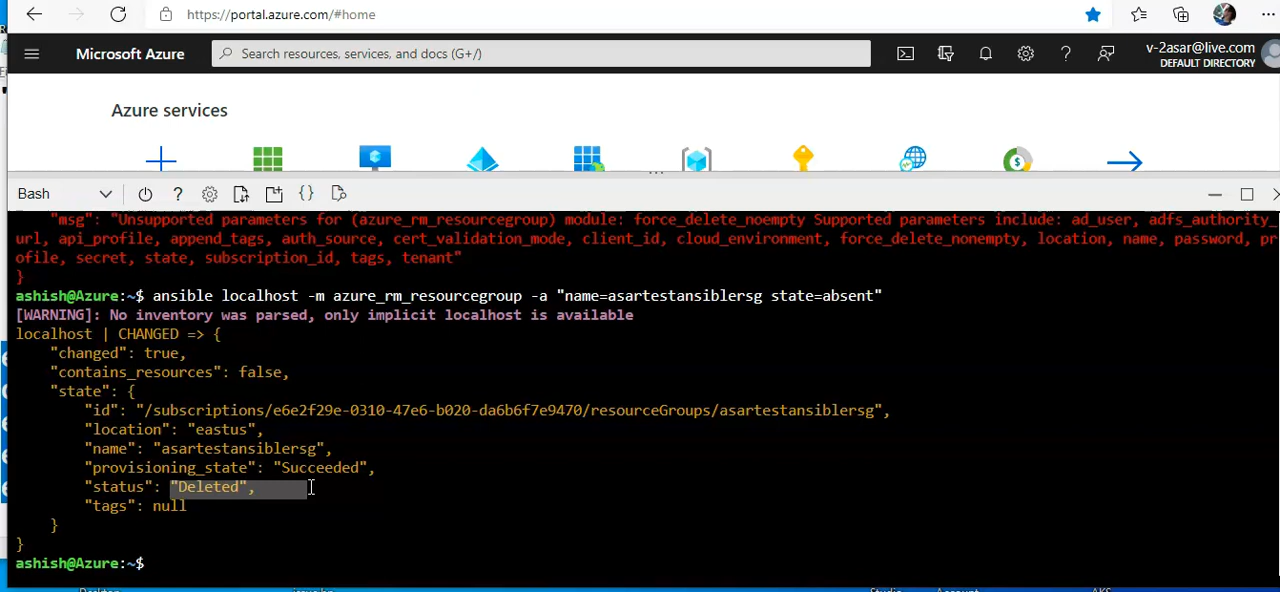 https://portal.azure.com/#home
Microsoft Azure
Search resources, services, and docs (G+/)
v-2asar@live.com
DEFAULT DIRECTORY
Azure services
Bash
"msg": "Unsupported parameters for (azure_rm_resourcegroup) module: force_delete_noempty Supported parameters include: ad_user, adfs_authority_
url, api_profile, append_tags, auth_source, cert_validation_mode, client_id, cloud_environment, force_delete_nonempty, location, name, password, pr
ofile, secret, state, subscription_id, tags, tenant"
}
ashish@Azure:~$ ansible localhost -m azure_rm_resourcegroup -a "name=asartestansiblersg state=absent"
[WARNING]: No inventory was parsed, only implicit localhost is available
localhost | CHANGED => {
"changed": true,
"contains_resources": false,
"state": {
"id": "/subscriptions/e6e2f29e-0310-47e6-b020-da6b6f7e9470/resourceGroups/asartestansiblersg",
"location": "eastus",
"name": "asartestansiblersg",
"provisioning_state": "Succeeded",
"status": "Deleted",
"tags": null
}
}
ashish@Azure:~$